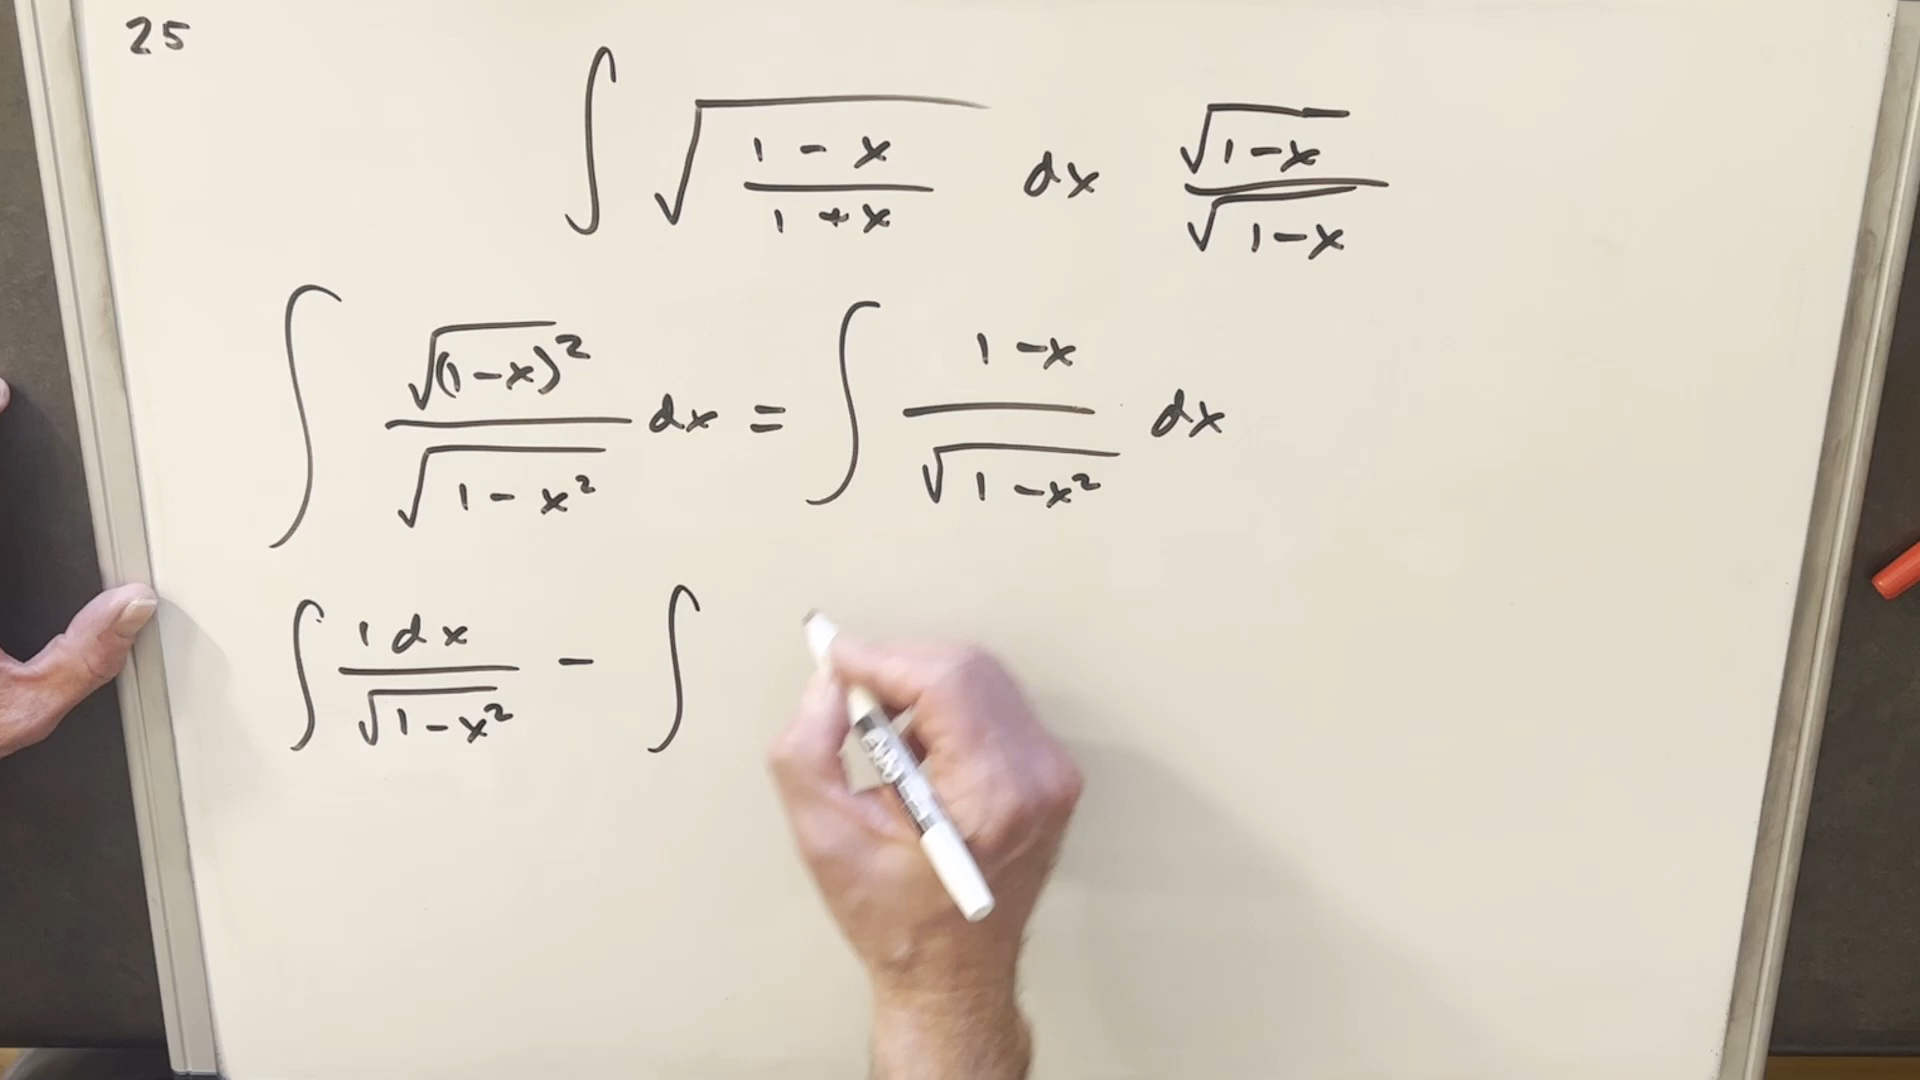 25
∫ √((1 - x)/(1 + x)) dx √(1-x)/√(1-x)
∫ √((1-x)²)/√(1 - x²) dx = ∫ (1 - x)/√(1 - x²) dx
∫ 1 dx/√(1 - x²) - ∫